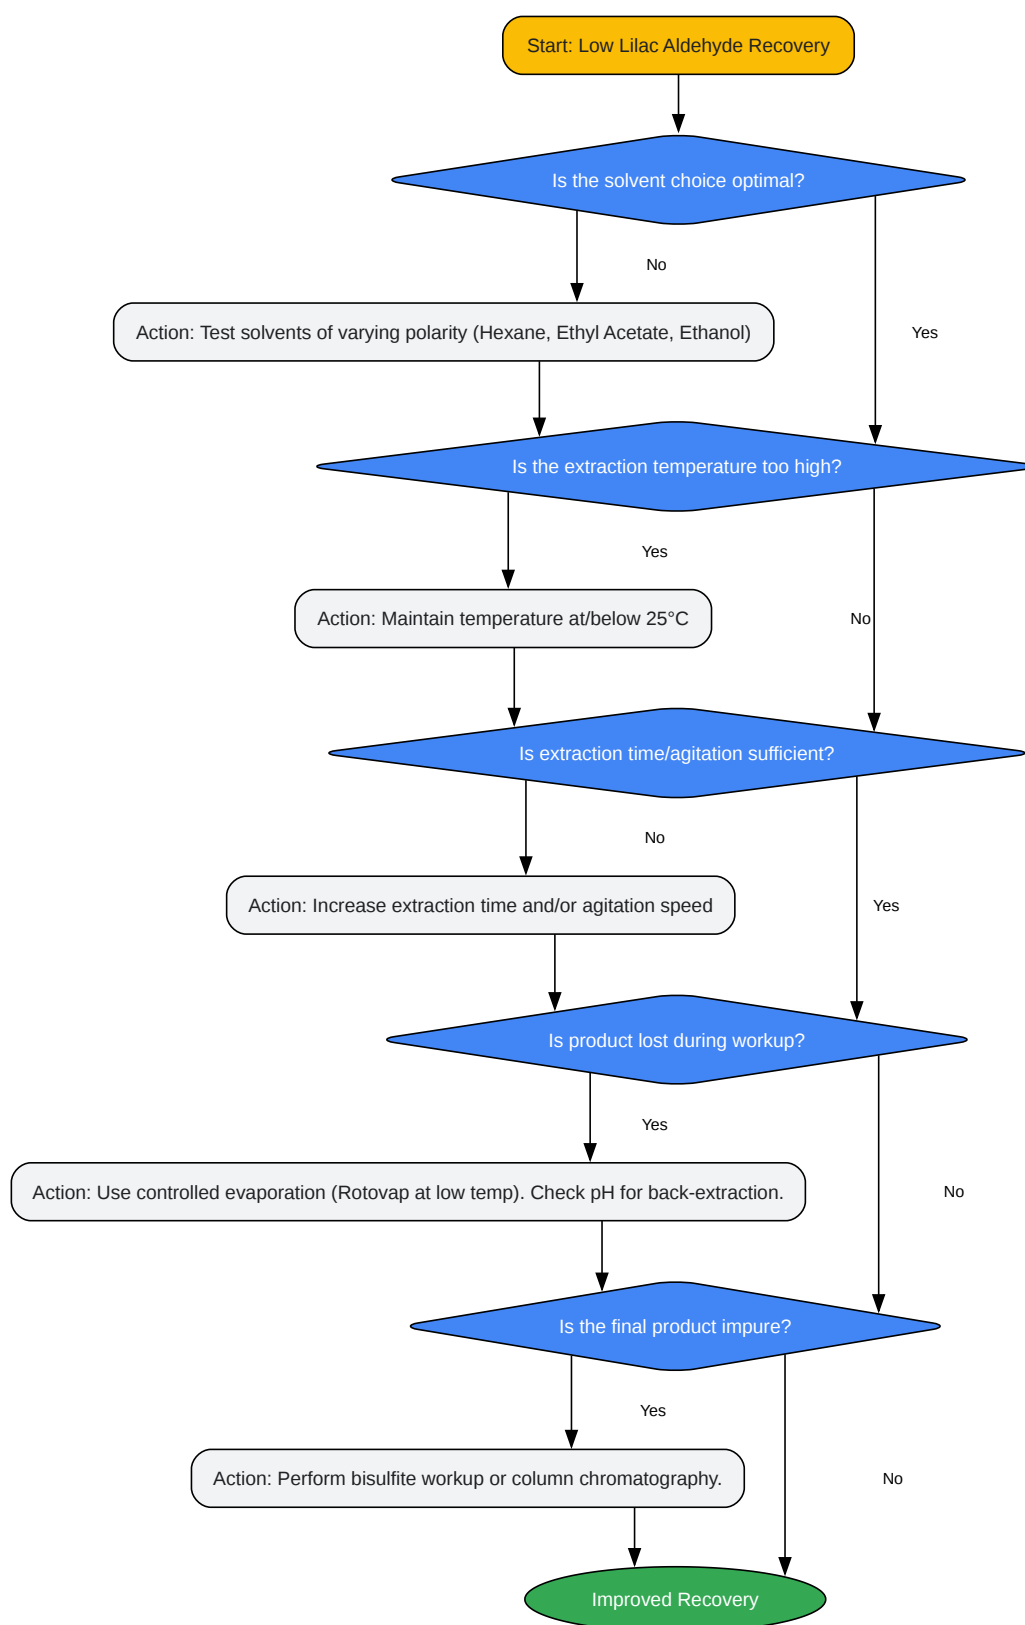 Start: Low Lilac Aldehyde Recovery
Is the solvent choice optimal?
No
Action: Test solvents of varying polarity (Hexane, Ethyl Acetate, Ethanol)
Yes
Is the extraction temperature too high?
Yes
Action: Maintain temperature at/below 25°C
No
Is extraction time/agitation sufficient?
No
Action: Increase extraction time and/or agitation speed
Yes
Is product lost during workup?
Yes
Action: Use controlled evaporation (Rotovap at low temp). Check pH for back-extraction.
No
Is the final product impure?
Yes
Action: Perform bisulfite workup or column chromatography.
No
Improved Recovery